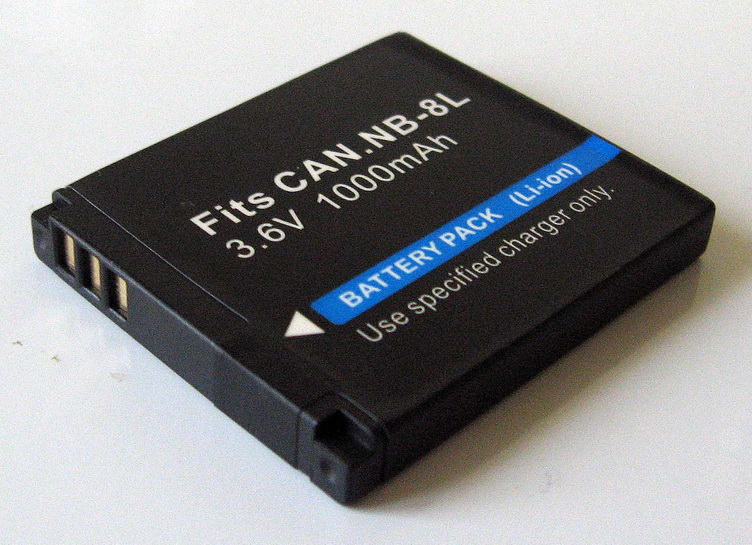 Fits CAN.NB-8L
3.6V 1000mAh
BATTERY PACK (Li-ion)
Use specified charger only.